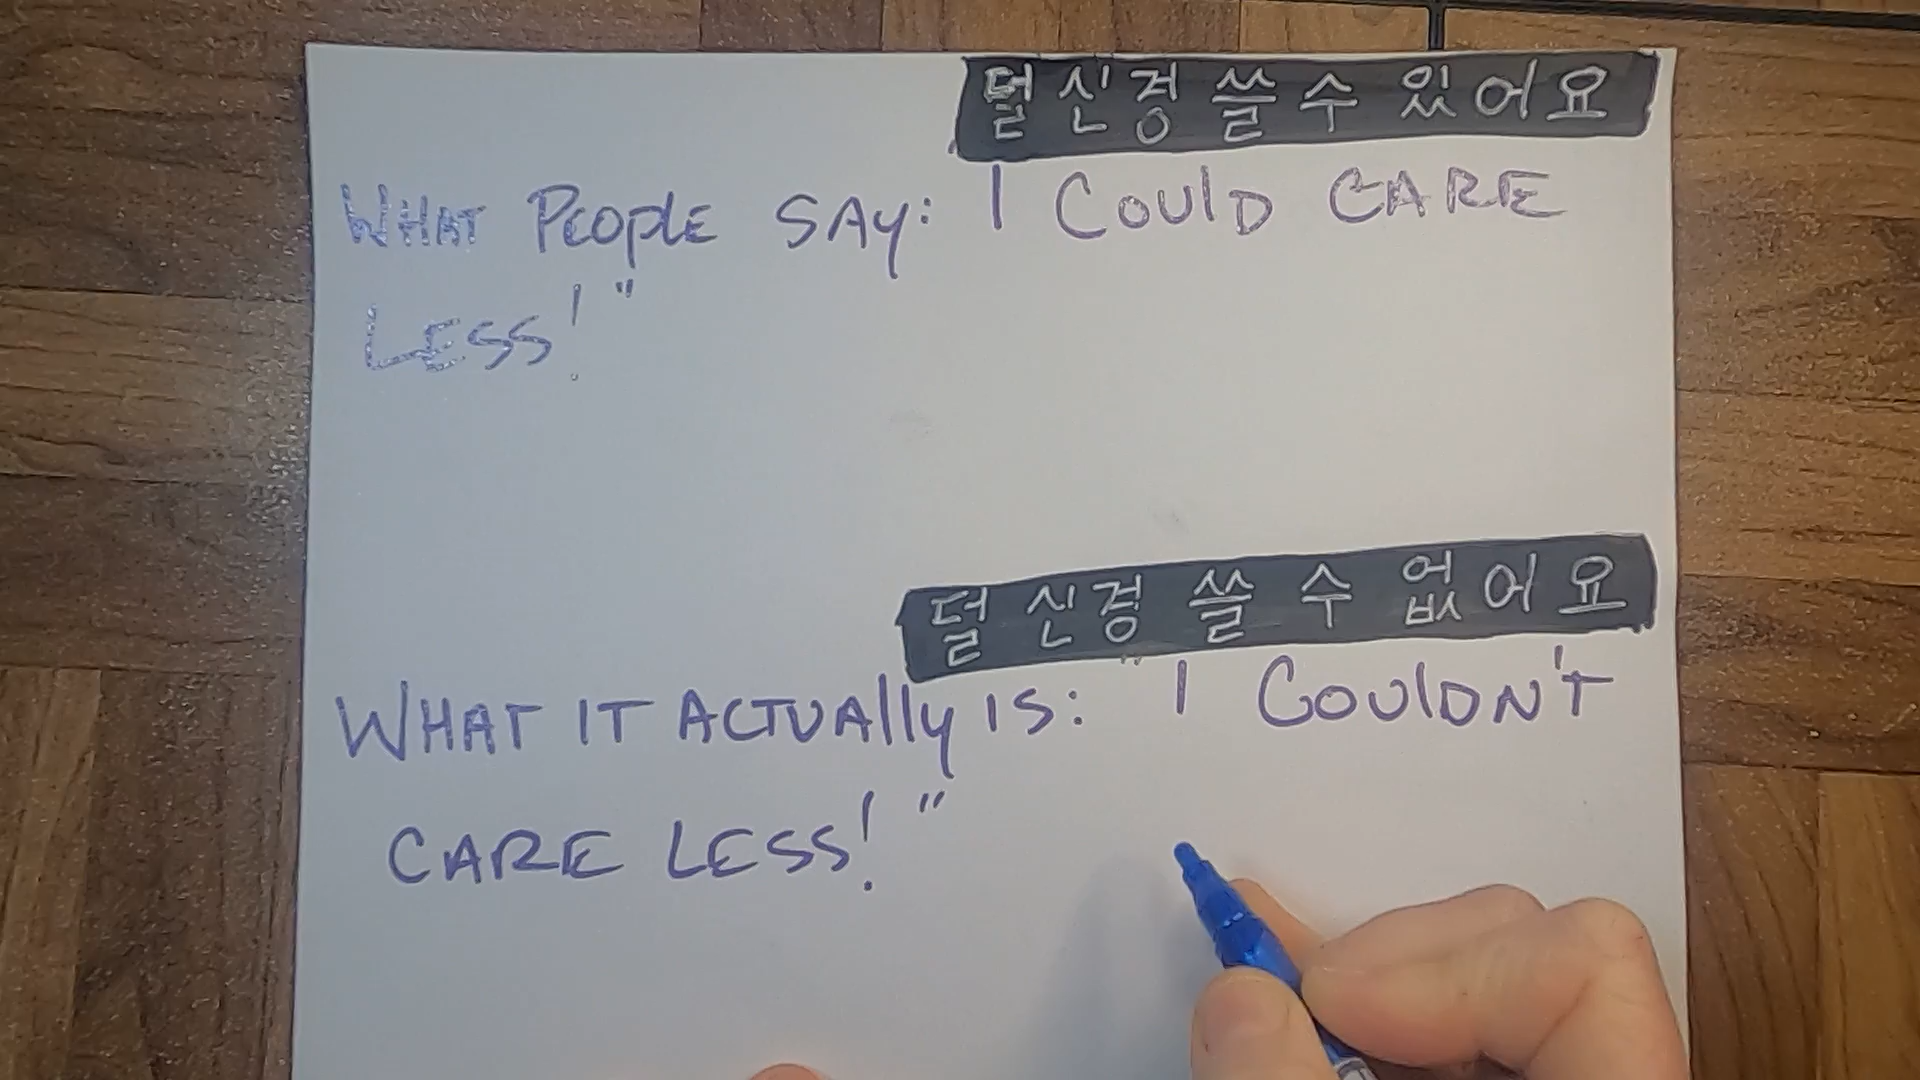 덜 신경 쓸 수 있어요
WHAT PEOPLE SAY: I COULD CARE
LESS!"
덜 신경 쓸 수 없어요
WHAT IT ACTUALLY IS: "I COULDN'T
CARE LESS!"